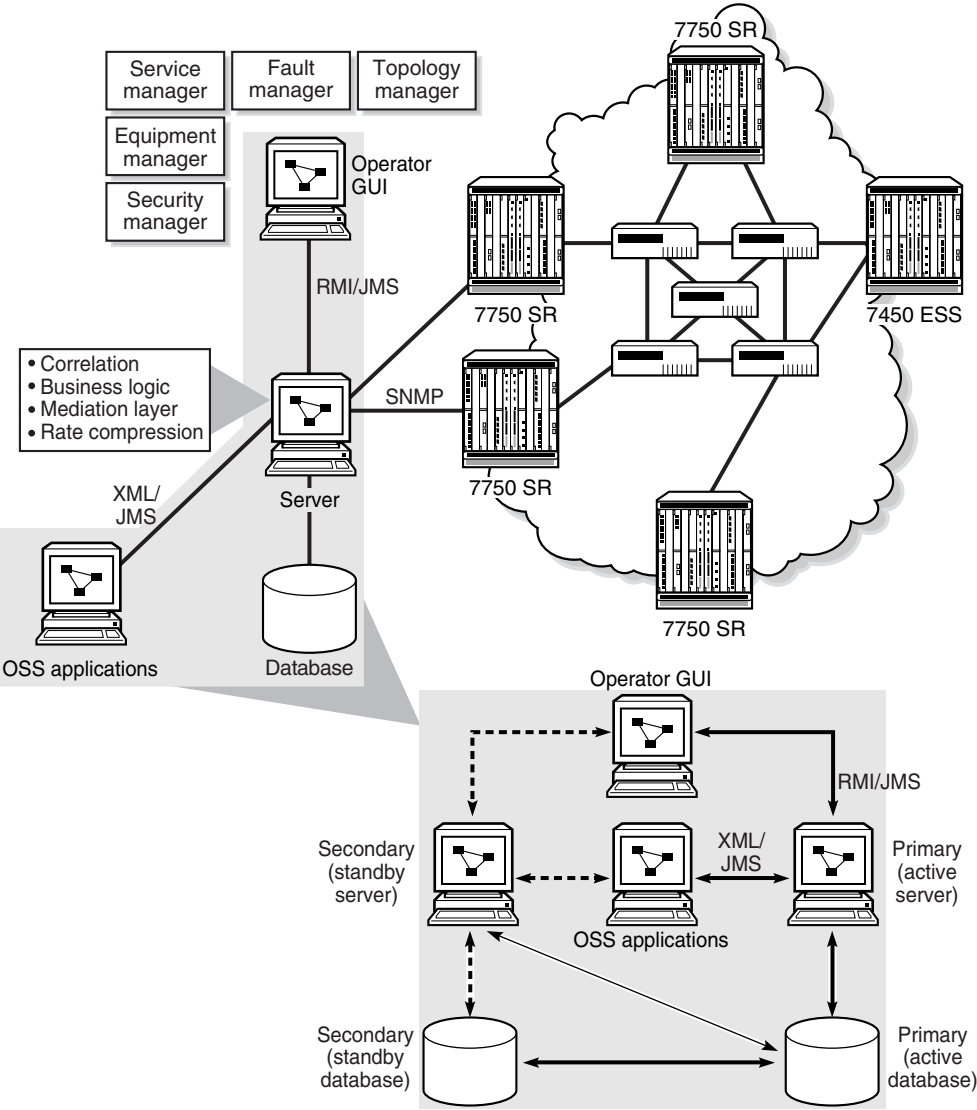 7750 SR
Service
manager
Fault
manager
Topology
manager
Equipment
manager
Security
manager
Operator
GUI
RMI/JMS
7750 SR
7450 ESS
• Correlation
• Business logic
• Mediation layer
• Rate compression
SNMP
7750 SR
Server
XML/
JMS
7750 SR
OSS applications
Database
Operator GUI
RMI/JMS
Secondary
(standby
server)
XML/
JMS
Primary
(active
server)
OSS applications
Secondary
(standby
database)
Primary
(active
database)